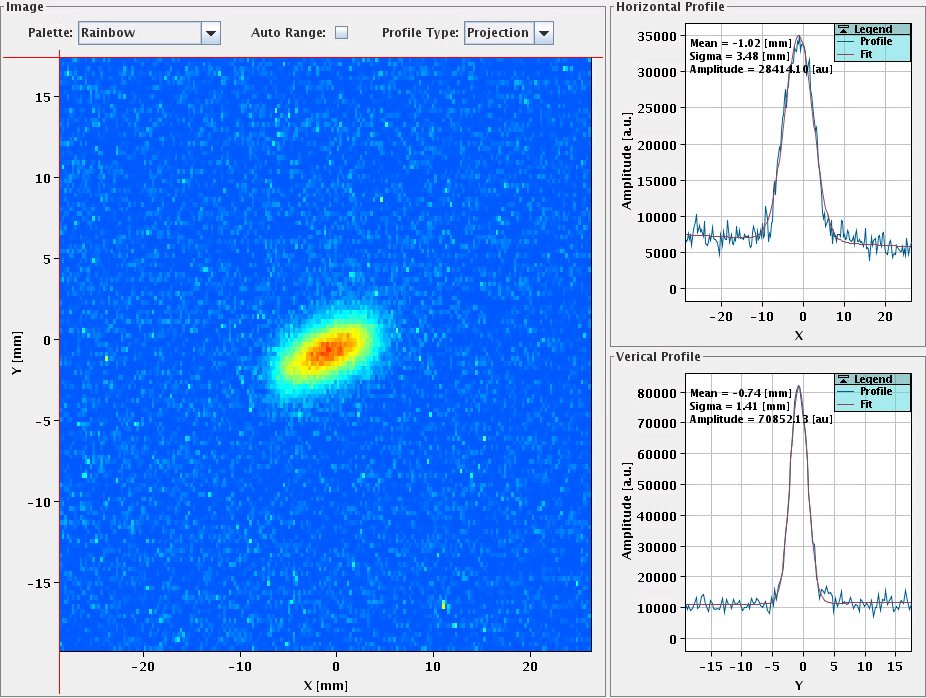 Image
Palette: Rainbow Auto Range: Profile Type: Projection
15
10
5
0
-5
-10
-15
Y [mm]
-20 -10 0 10 20
X [mm]
Horizontal Profile
Mean = -1.02 [mm]
Sigma = 3.48 [mm]
Amplitude = 28414.10 [au]
Legend
Profile
Fit
35000
30000
25000
20000
15000
10000
5000
0
Amplitude [a.u.]
-20 -10 0 10 20
X
Verical Profile
Mean = -0.74 [mm]
Sigma = 1.41 [mm]
Amplitude = 70852.13 [au]
Legend
Profile
Fit
80000
70000
60000
50000
40000
30000
20000
10000
0
Amplitude [a.u.]
-15 -10 -5 0 5 10 15
Y